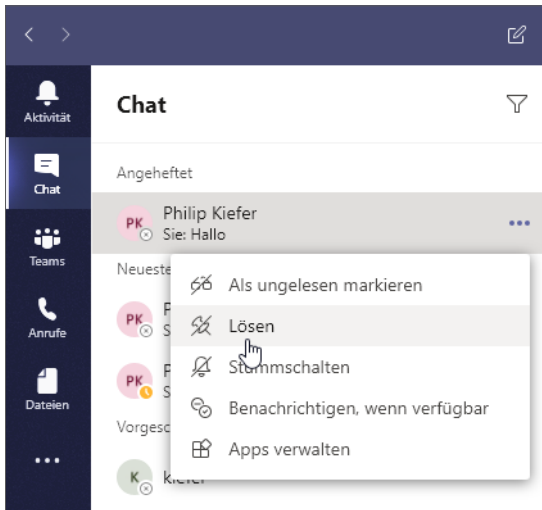 Aktivität
Chat
Teams
Anrufe
Dateien
Chat
Angeheftet
PK
Philip Kiefer
Sie: Hallo
Neueste
PK
PK
Vorgesc
K
Als ungelesen markieren
Lösen
Stummschalten
Benachrichtigen, wenn verfügbar
Apps verwalten